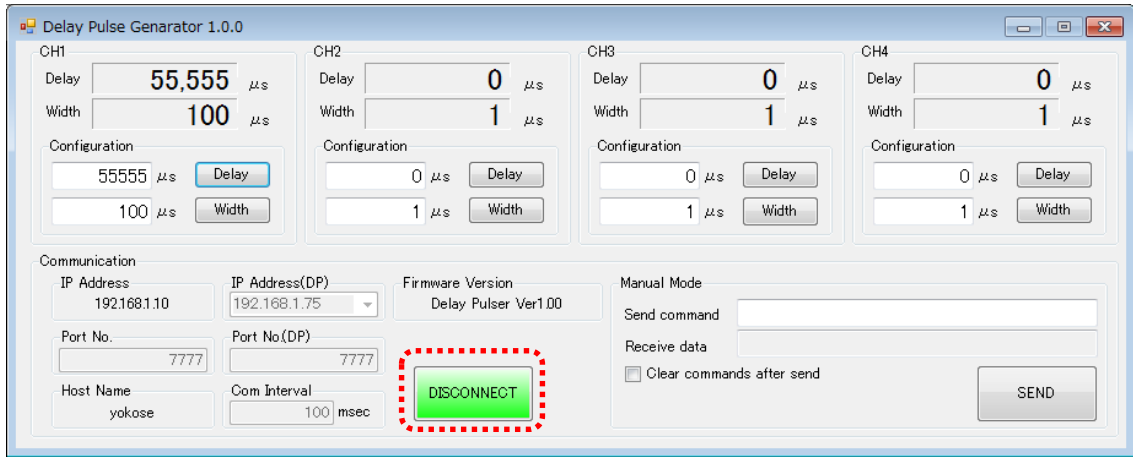 Delay Pulse Genarator 1.0.0
CH1
Delay 55,555 μs
Width 100 μs
Configuration
55555 μs Delay
100 μs Width
CH2
Delay 0 μs
Width 1 μs
Configuration
0 μs Delay
1 μs Width
CH3
Delay 0 μs
Width 1 μs
Configuration
0 μs Delay
1 μs Width
CH4
Delay 0 μs
Width 1 μs
Configuration
0 μs Delay
1 μs Width
Communication
IP Address
192.168.1.10
IP Address(DP)
192.168.1.75
Firmware Version
Delay Pulser Ver1.00
Port No.
7777
Port No.(DP)
7777
Host Name
yokose
Com Interval
100 msec
DISCONNECT
Manual Mode
Send command
Receive data
Clear commands after send
SEND